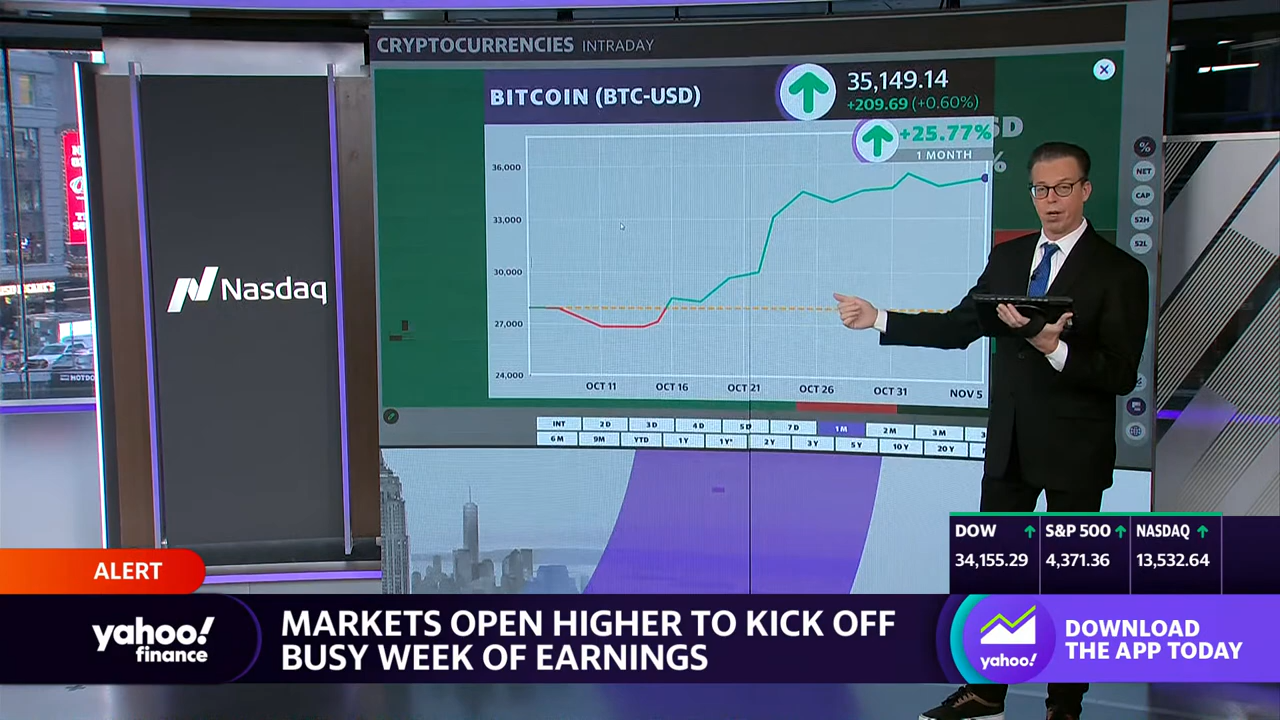 CRYPTOCURRENCIES INTRADAY
BITCOIN (BTC-USD)
35,149.14
+209.69 (+0.60%)
+25.77%
1 MONTH
SD
%
36,000
33,000
30,000
27,000
24,000
OCT 11 OCT 16 OCT 21 OCT 26 OCT 31 NOV 5
INT 2D 3D 4D 5D 7D 1M 2M 3M
6M 9M YTD 1Y 1Y* 2Y 3Y 5Y 10Y 20Y
%
NET
CAP
52H
52L
Nasdaq
DOW S&P 500 NASDAQ
34,155.29 4,371.36 13,532.64
ALERT
yahoo!
finance
MARKETS OPEN HIGHER TO KICK OFF
BUSY WEEK OF EARNINGS
yahoo!
DOWNLOAD
THE APP TODAY